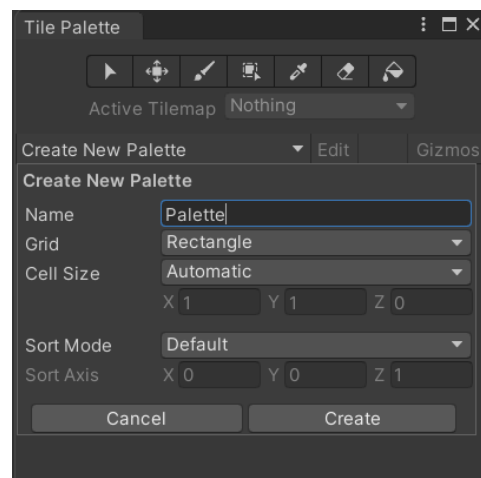 Tile Palette
Active Tilemap Nothing
Create New Palette Edit Gizmos
Create New Palette
Name Palette
Grid Rectangle
Cell Size Automatic
X 1 Y 1 Z 0
Sort Mode Default
Sort Axis X 0 Y 0 Z 1
Cancel Create